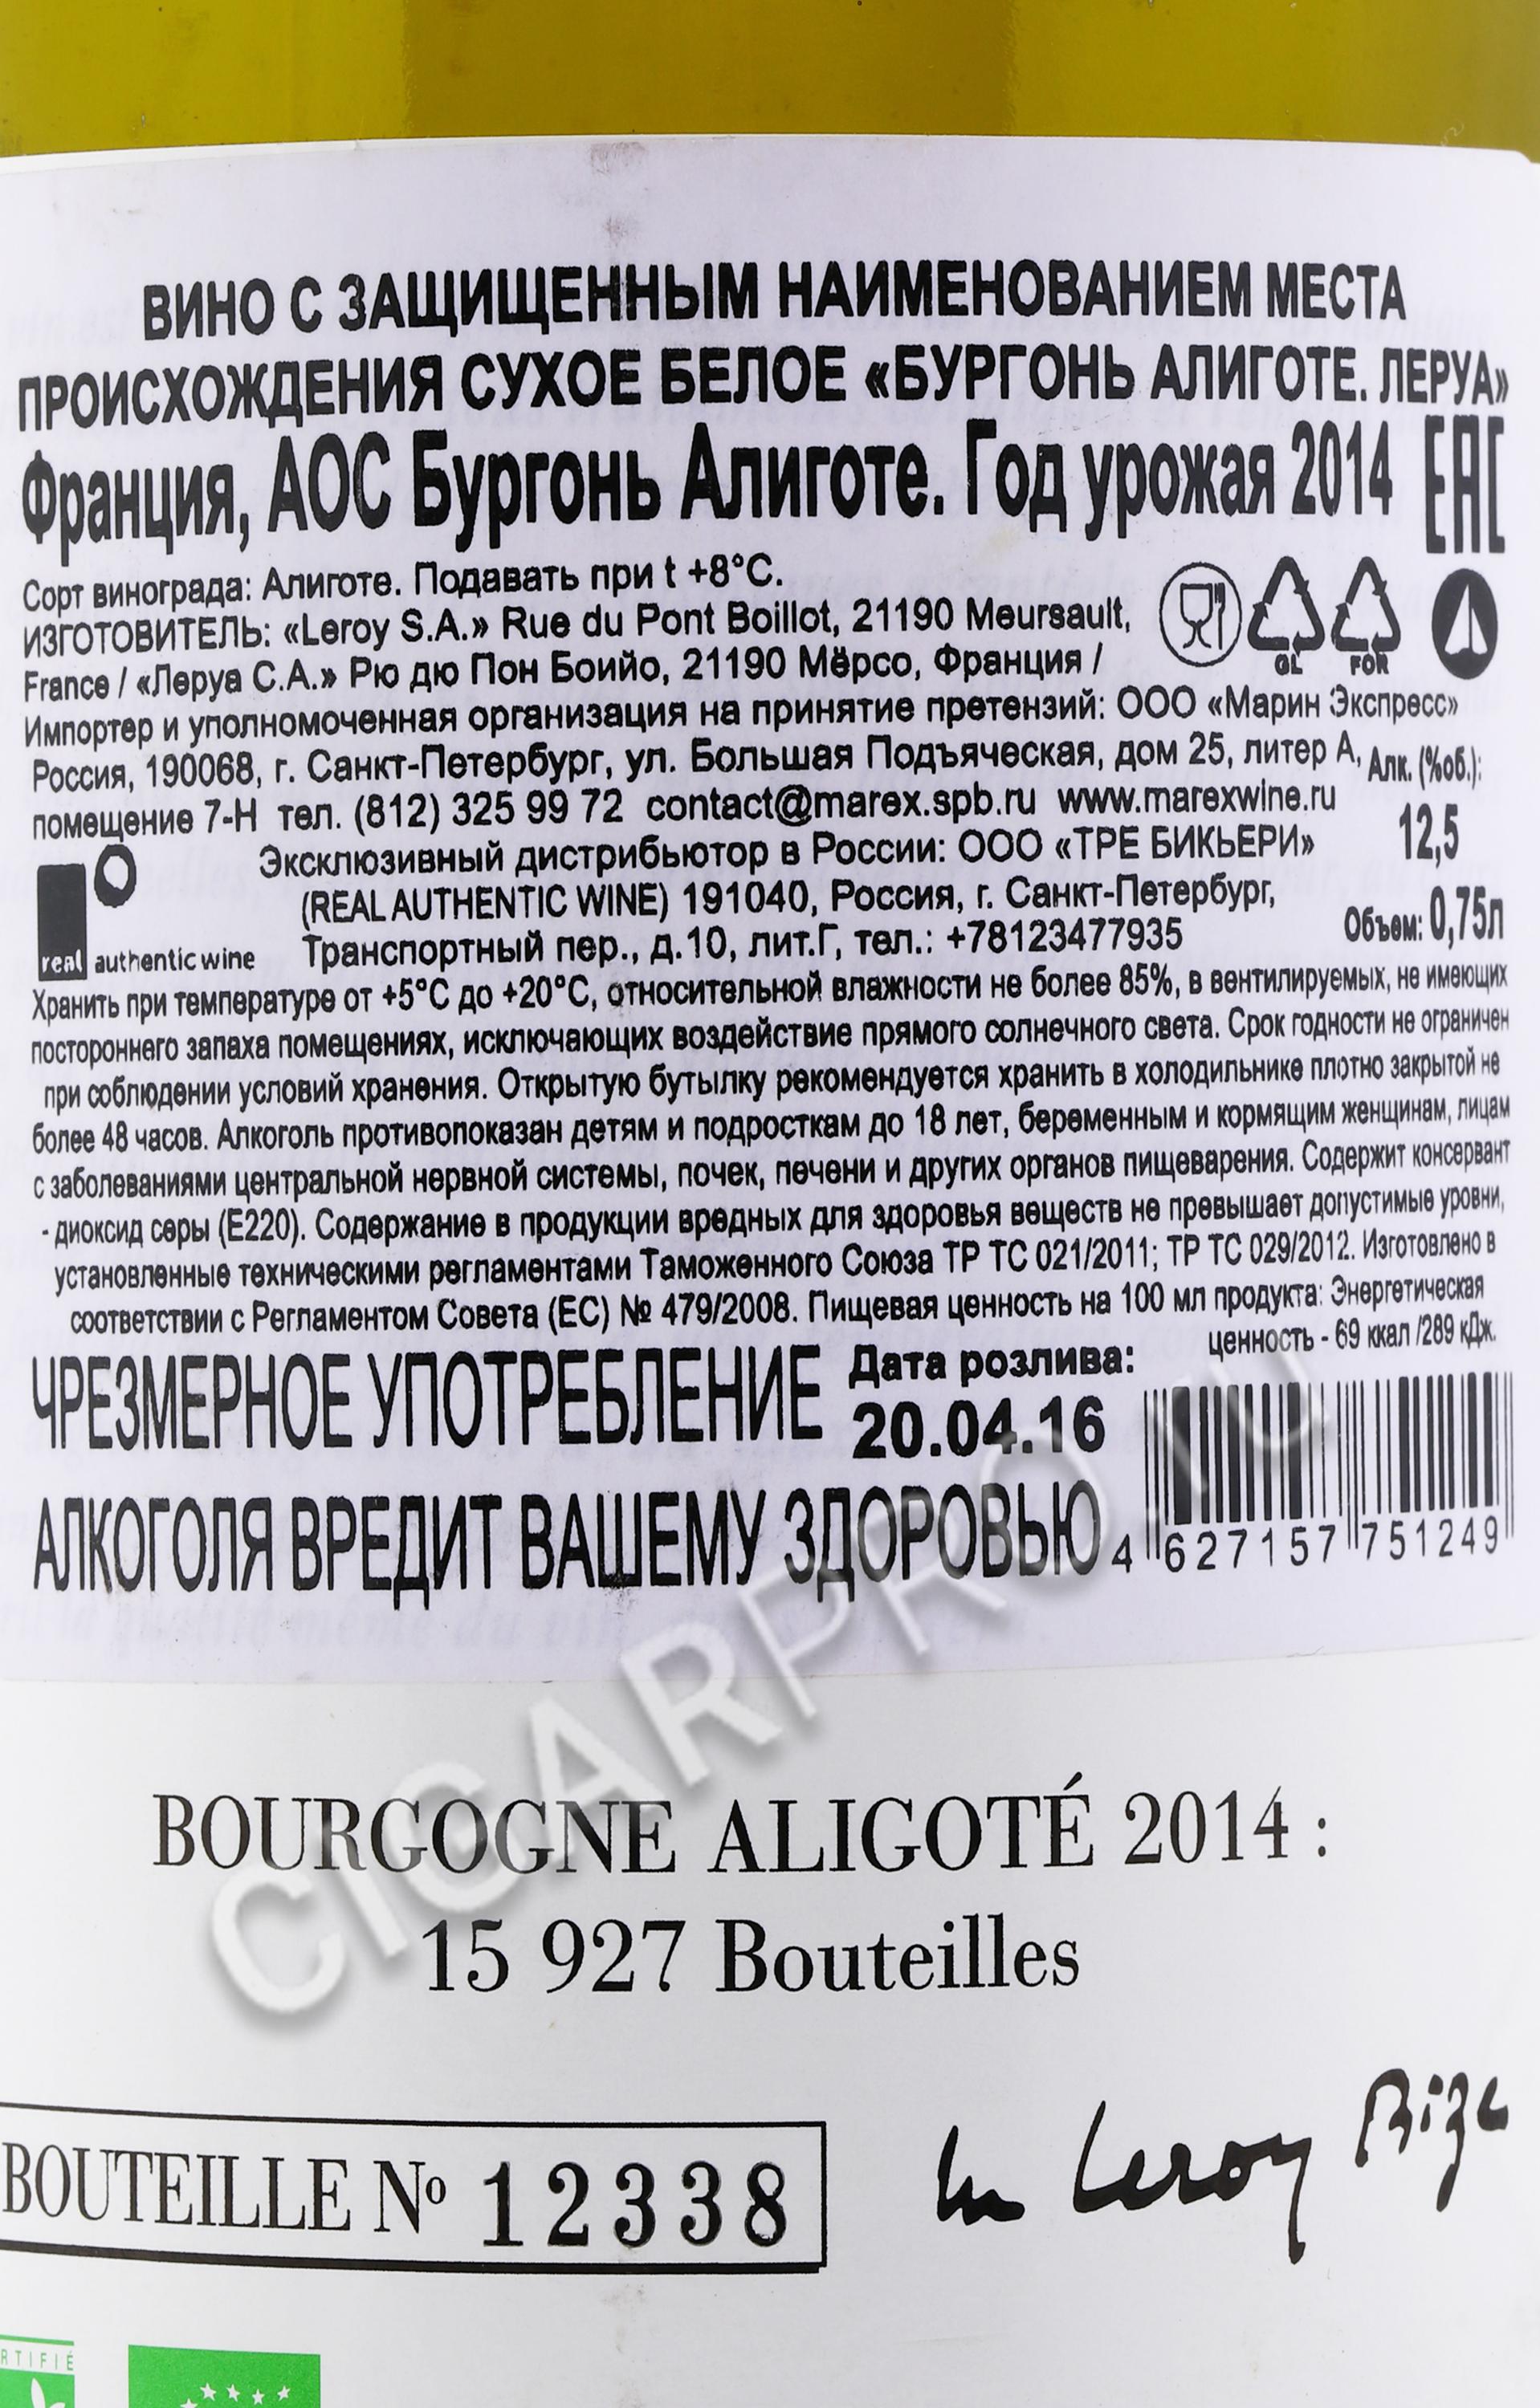 ВИНО С ЗАЩИЩЕННЫМ НАИМЕНОВАНИЕМ МЕСТА
ПРОИСХОЖДЕНИЯ СУХОЕ БЕЛОЕ «БУРГОНЬ АЛИГОТЕ. ЛЕРУА»
Франция, АОС Бургонь Алиготе. Год урожая 2014 EAC
Сорт винограда: Алиготе. Подавать при t +8°C.
ИЗГОТОВИТЕЛЬ: «Leroy S.A.» Rue du Pont Boillot, 21190 Meursault,
France / «Леруа С.А.» Рю дю Пон Боийо, 21190 Мёрсо, Франция /
GL FOR
Импортер и уполномоченная организация на принятие претензий: ООО «Марин Экспресс»
Россия, 190068, г. Санкт-Петербург, ул. Большая Подъяческая, дом 25, литер А,
помещение 7-Н тел. (812) 325 99 72 contact@marex.spb.ru www.marexwine.ru
Алк. (%об.):
12,5
Эксклюзивный дистрибьютор в России: ООО «ТРЕ БИКЬЕРИ»
(REAL AUTHENTIC WINE) 191040, Россия, г. Санкт-Петербург,
Транспортный пер., д.10, лит.Г, тел.: +78123477935
Объем: 0,75л
real authentic wine
Хранить при температуре от +5°C до +20°C, относительной влажности не более 85%, в вентилируемых, не имеющих
постороннего запаха помещениях, исключающих воздействие прямого солнечного света. Срок годности не ограничен
при соблюдении условий хранения. Открытую бутылку рекомендуется хранить в холодильнике плотно закрытой не
более 48 часов. Алкоголь противопоказан детям и подросткам до 18 лет, беременным и кормящим женщинам, лицам
с заболеваниями центральной нервной системы, почек, печени и других органов пищеварения. Содержит консервант
- диоксид серы (Е220). Содержание в продукции вредных для здоровья веществ не превышает допустимые уровни,
установленные техническими регламентами Таможенного Союза ТР ТС 021/2011; ТР ТС 029/2012. Изготовлено в
соответствии с Регламентом Совета (ЕС) № 479/2008. Пищевая ценность на 100 мл продукта: Энергетическая
ценность - 69 ккал /289 кДж.
ЧРЕЗМЕРНОЕ УПОТРЕБЛЕНИЕ
АЛКОГОЛЯ ВРЕДИТ ВАШЕМУ ЗДОРОВЬЮ
Дата розлива:
20.04.16
4 627157 751249
CIGARPRO.RU
BOURGOGNE ALIGOTÉ 2014 :
15 927 Bouteilles
BOUTEILLE Nº 12338
Leroy
RTIFIÉ